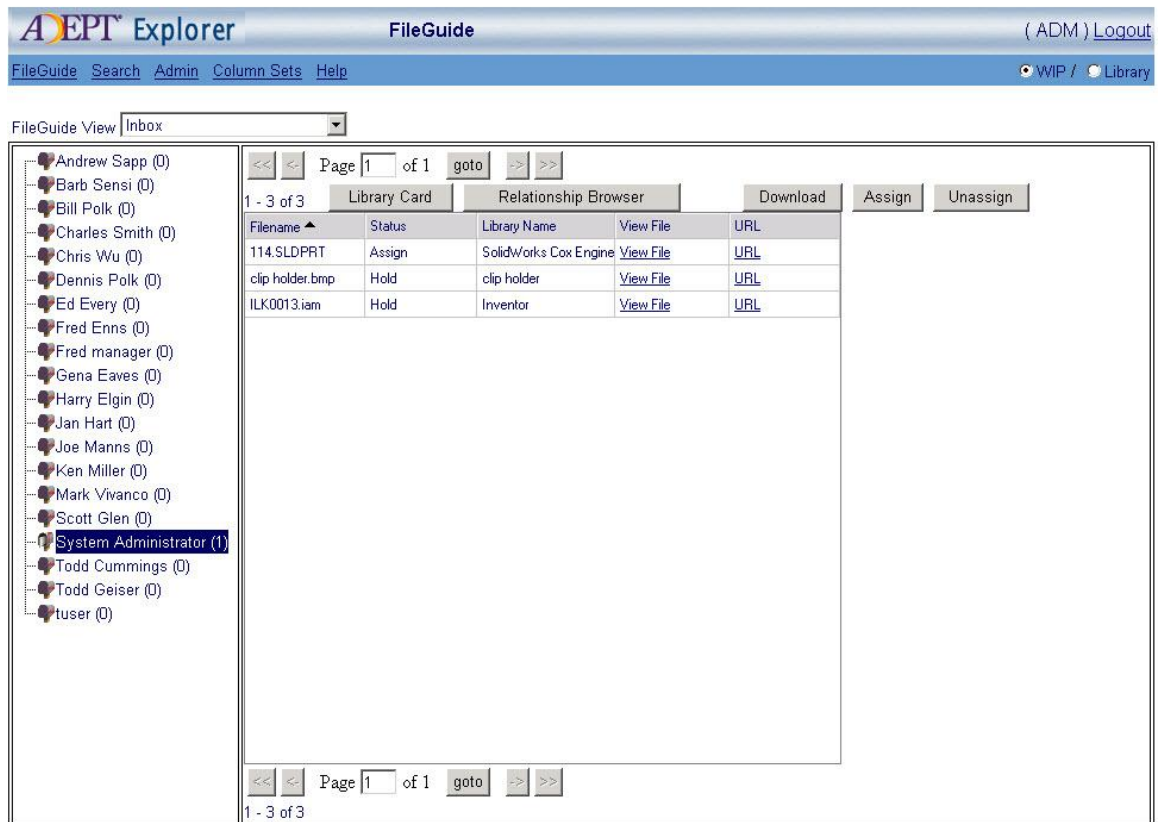 ADEPT Explorer FileGuide ( ADM ) Logout
FileGuide Search Admin Column Sets Help WIP / Library
FileGuide View Inbox
Andrew Sapp (0)
Barb Sensi (0)
Bill Polk (0)
Charles Smith (0)
Chris Wu (0)
Dennis Polk (0)
Ed Every (0)
Fred Enns (0)
Fred manager (0)
Gena Eaves (0)
Harry Elgin (0)
Jan Hart (0)
Joe Manns (0)
Ken Miller (0)
Mark Vivanco (0)
Scott Glen (0)
System Administrator (1)
Todd Cummings (0)
Todd Geiser (0)
tuser (0)
<< <- Page 1 of 1 goto -> >>
1 - 3 of 3 Library Card Relationship Browser Download Assign Unassign
Filename Status Library Name View File URL
114.SLDPRT Assign SolidWorks Cox Engine View File URL
clip holder.bmp Hold clip holder View File URL
ILK0013.iam Hold Inventor View File URL
<< <- Page 1 of 1 goto -> >>
1 - 3 of 3